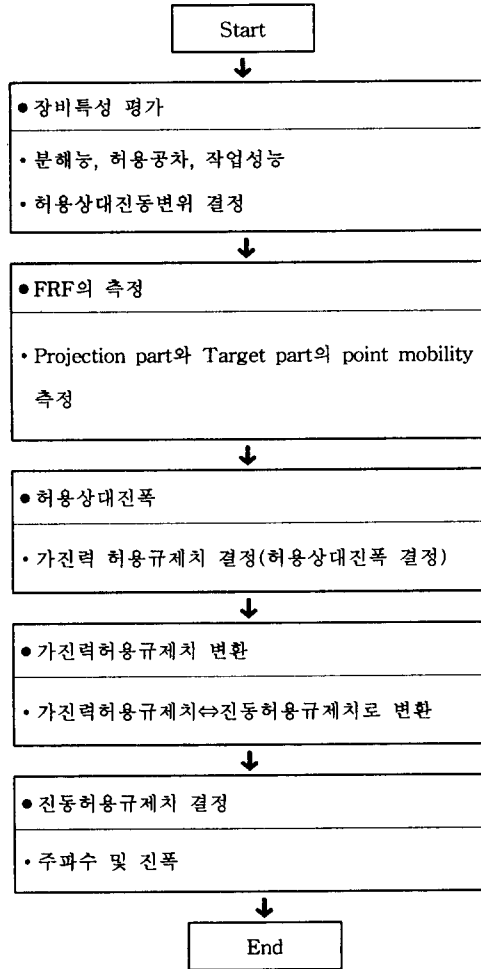 Start
● 장비특성 평가
• 분해능, 허용공차, 작업성능
• 허용상대진동변위 결정
● FRF의 측정
• Projection part와 Target part의 point mobility
측정
● 허용상대진폭
• 가진력 허용규제치 결정(허용상대진폭 결정)
● 가진력허용규제치 변환
• 가진력허용규제치⇔진동허용규제치로 변환
● 진동허용규제치 결정
• 주파수 및 진폭
End